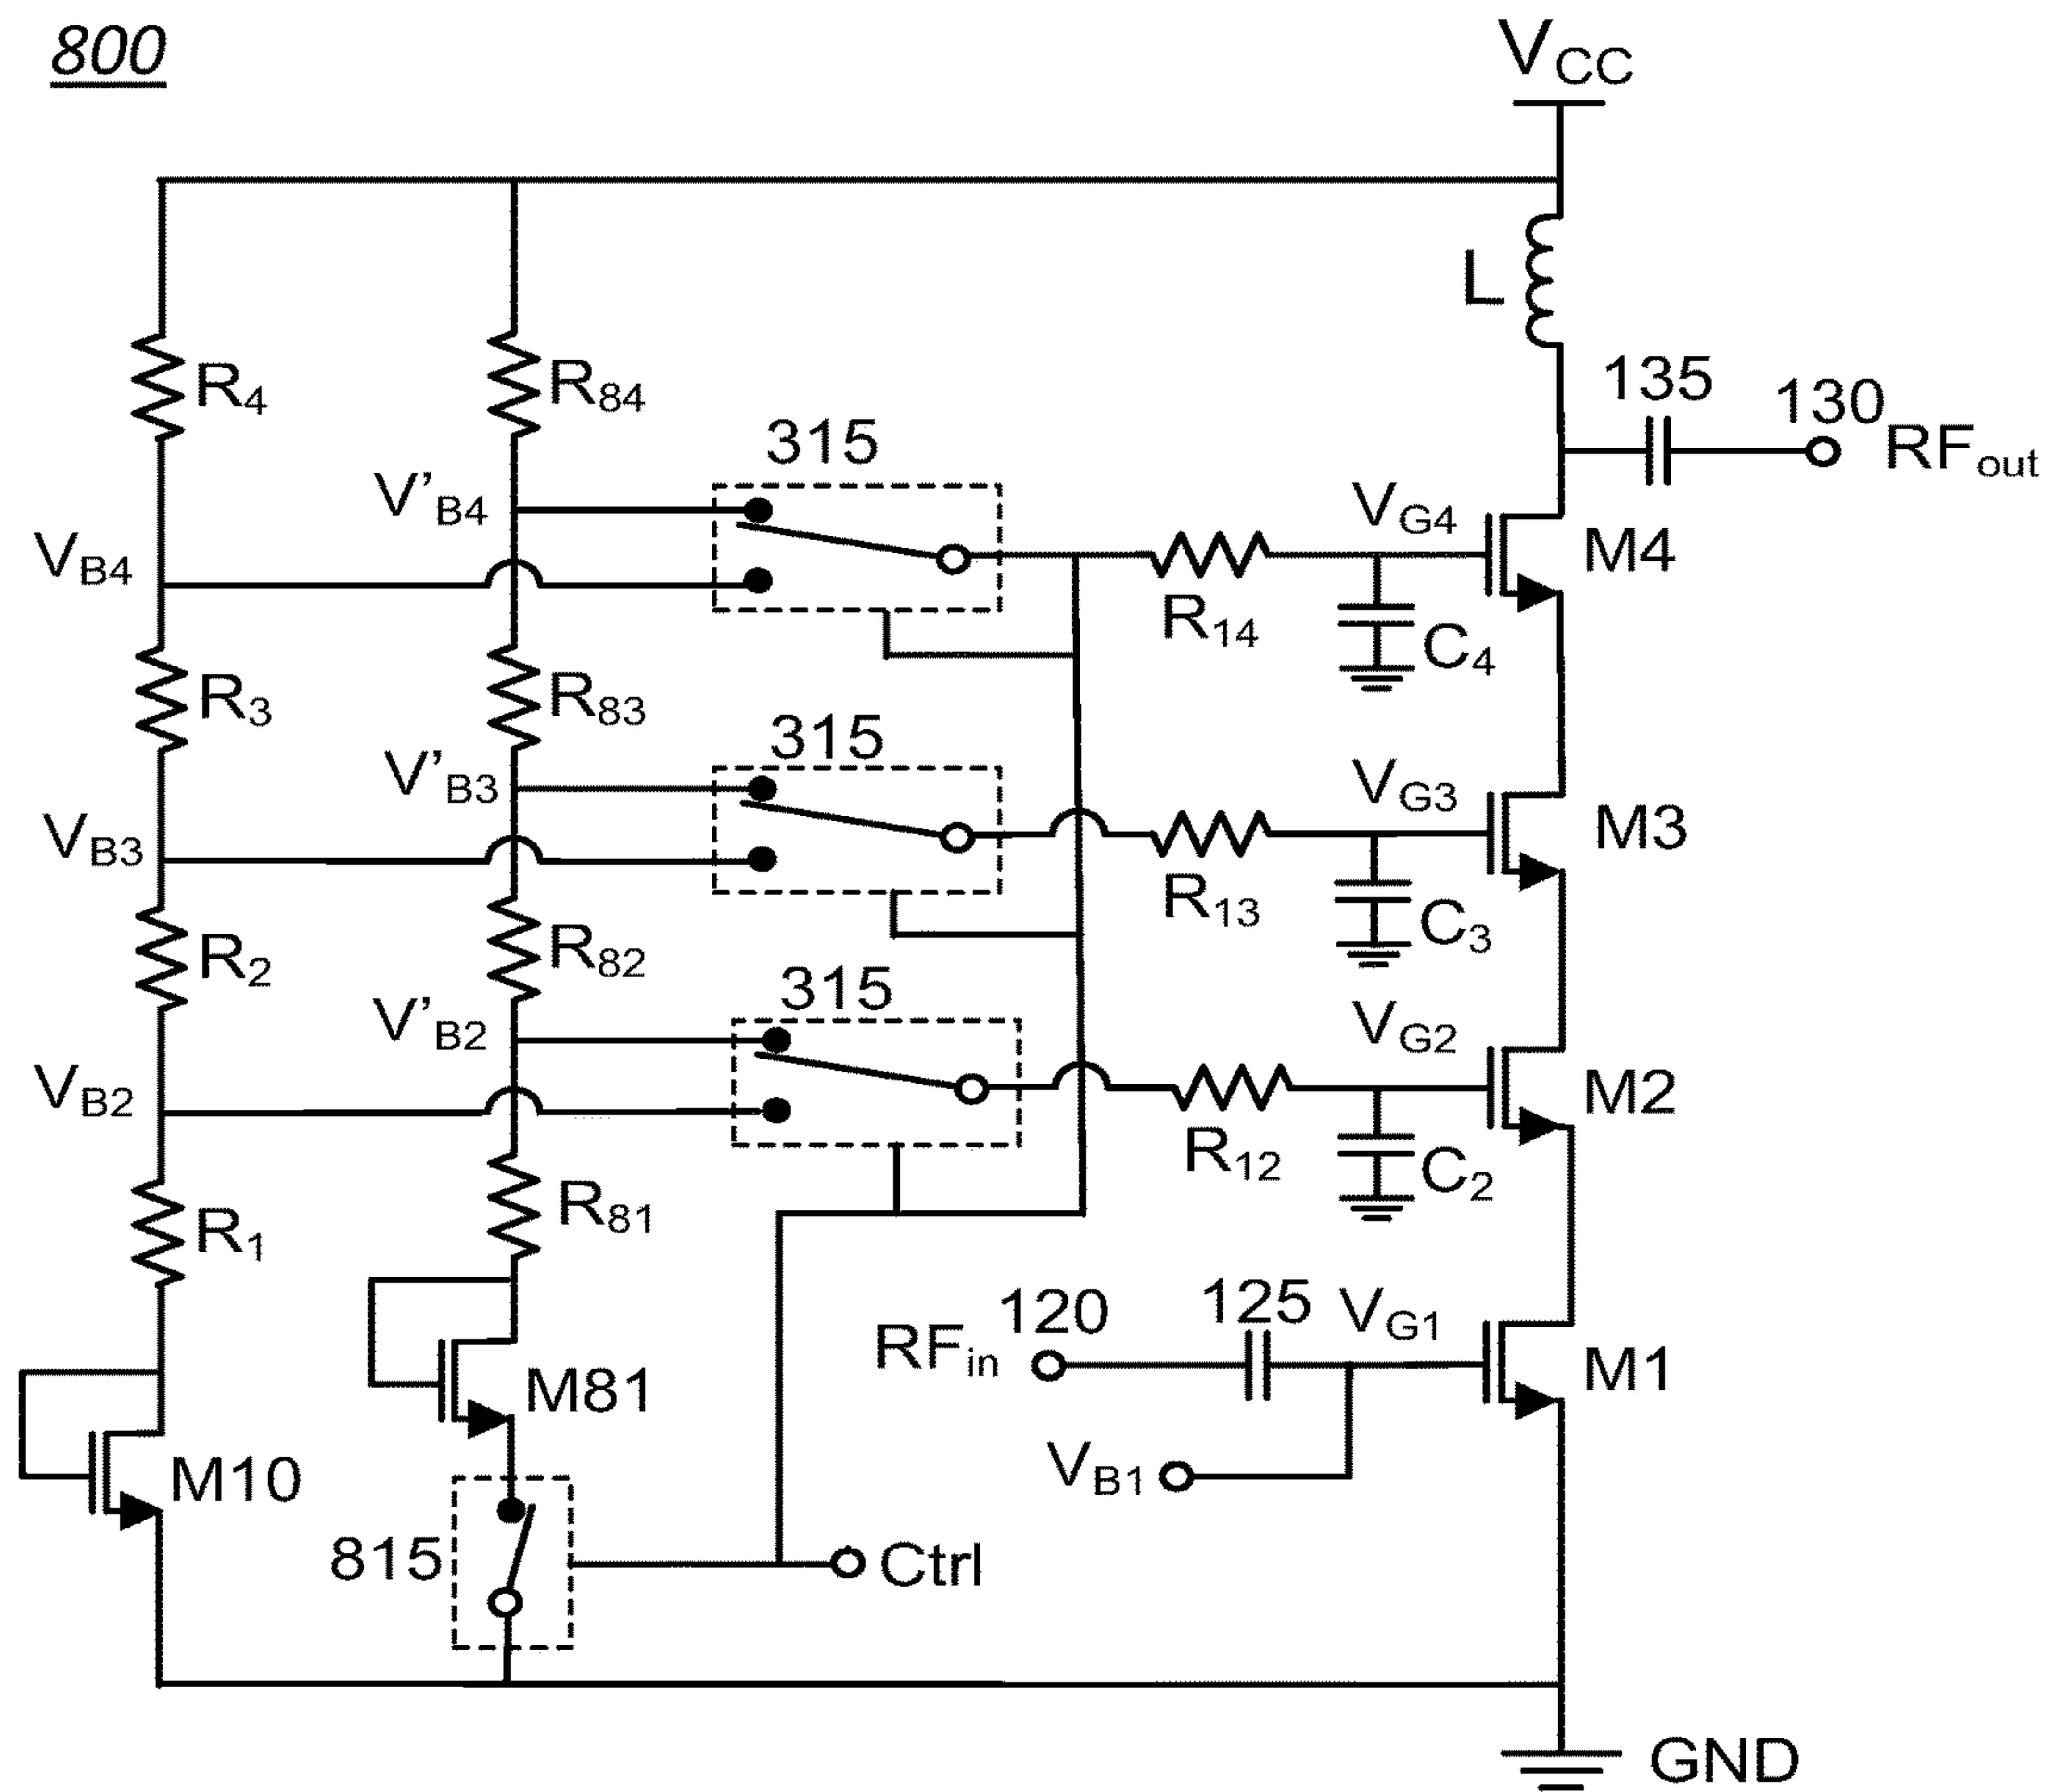 800
VCC
L
135
130
RFout
R4
R84
315
V'B4
VG4
M4
VB4
R14
C4
R3
R83
315
V'B3
VG3
M3
VB3
R13
C3
R2
R82
315
V'B2
VG2
M2
VB2
R12
C2
R1
R81
120
125
VG1
RFin
M1
M81
VB1
M10
815
Ctrl
GND